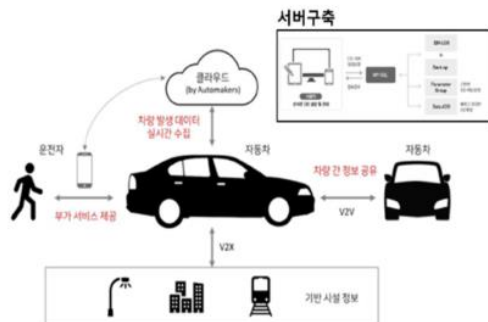 서버구축
클라우드
(by Automakers)
차량 발생 데이터
실시간 수집
운전자
자동차
차량 간 정보 공유
자동차
부가 서비스 제공
V2V
V2X
기반 시설 정보